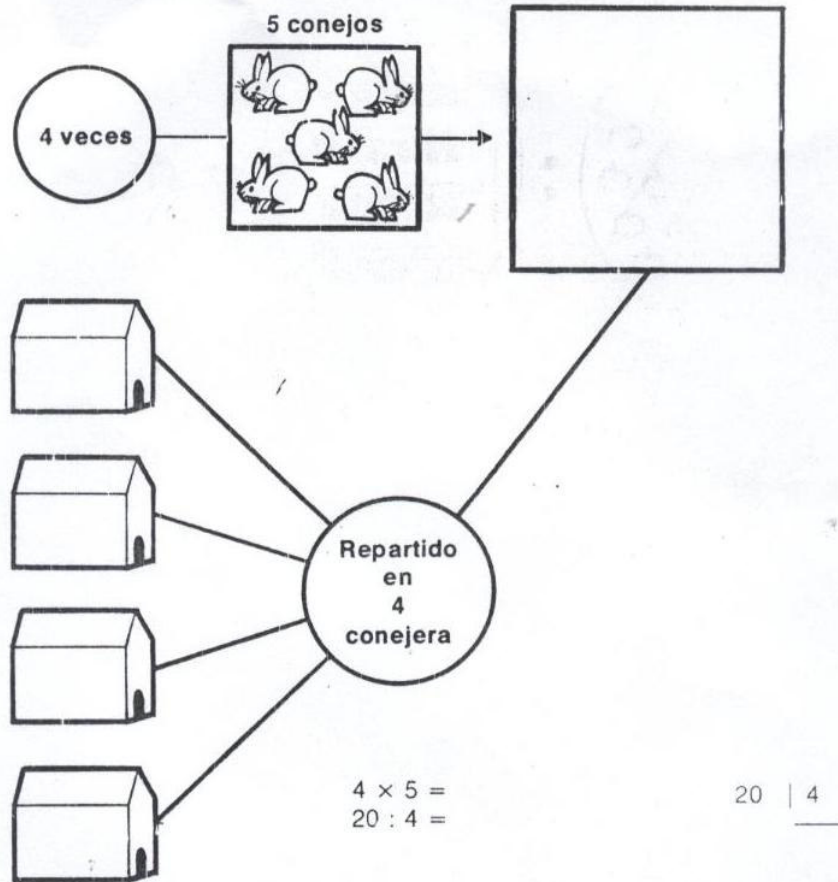 5 conejos
4 veces
Repartido
en
4
conejera
4 × 5 =
20 : 4 =
20 | 4